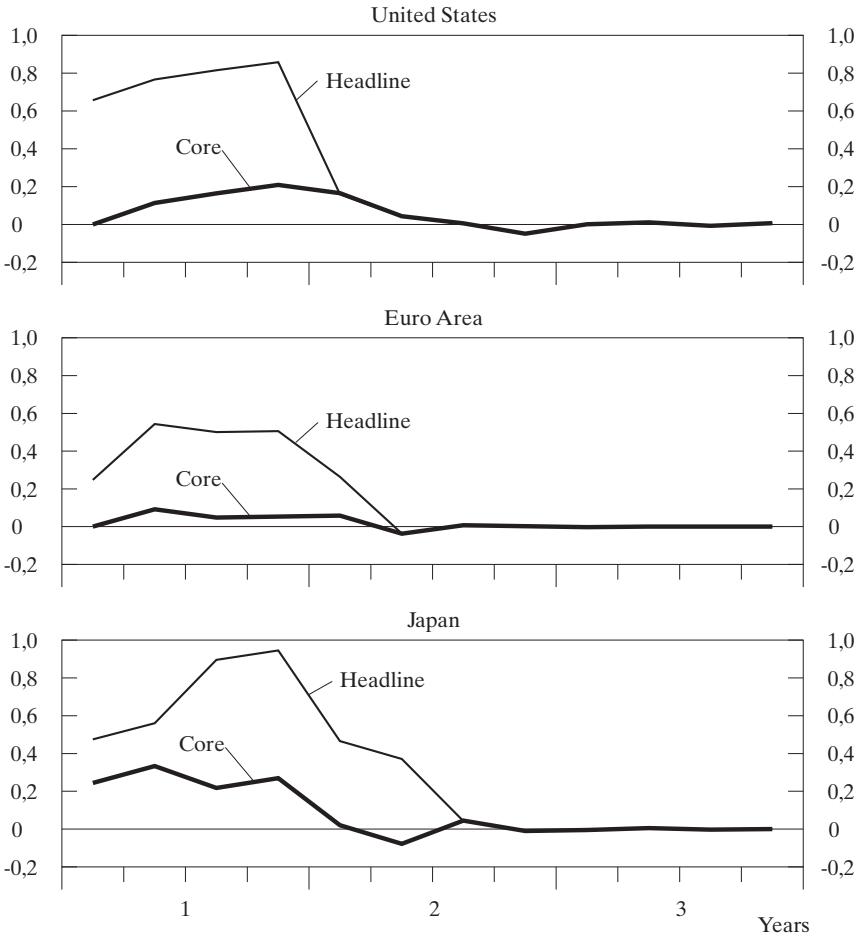 United States
1,0 1,0
0,8 0,8
Headline
0,6 0,6
Core
0,4 0,4
0,2 0,2
0 0
-0,2 -0,2
Euro Area
1,0 1,0
0,8 0,8
0,6 0,6
Headline
0,4 0,4
Core
0,2 0,2
0 0
-0,2 -0,2
Japan
1,0 1,0
0,8 0,8
Headline
0,6 0,6
Core
0,4 0,4
0,2 0,2
0 0
-0,2 -0,2
1 2 3
Years